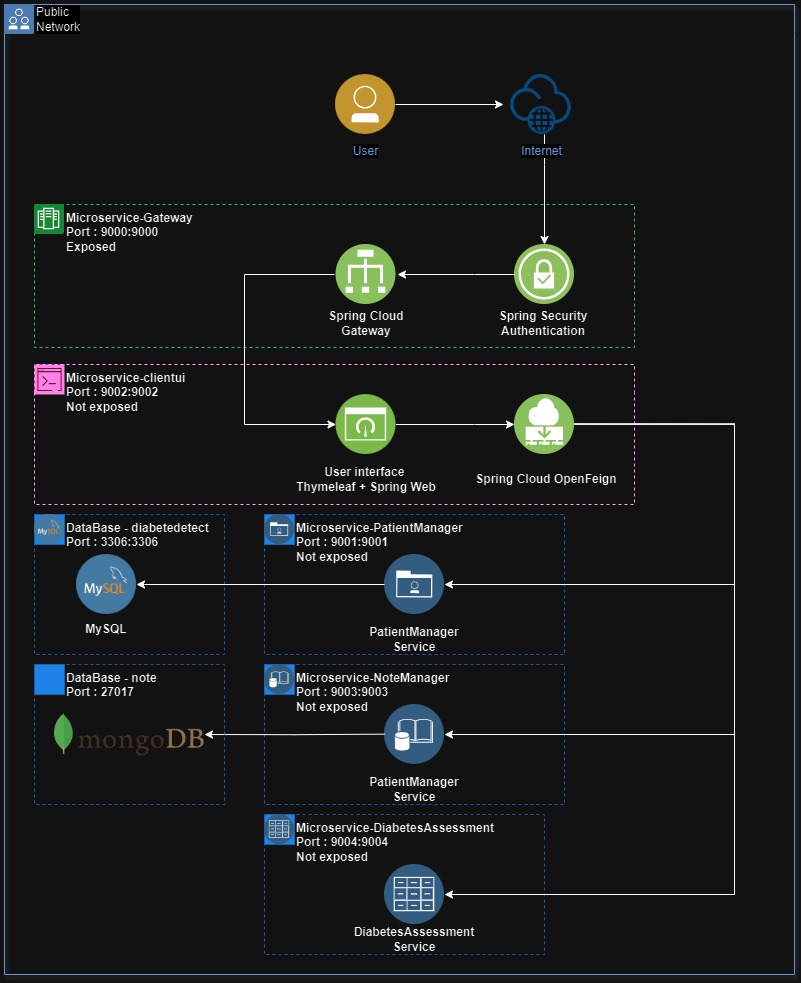 Public
Network
User
Internet
Microservice-Gateway
Port : 9000:9000
Exposed
Spring Cloud
Gateway
Spring Security
Authentication
Microservice-clientui
Port : 9002:9002
Not exposed
User interface
Thymeleaf + Spring Web
Spring Cloud OpenFeign
MySQL
DataBase - diabetedetect
Port : 3306:3306
MySQL
MySQL
Microservice-PatientManager
Port : 9001:9001
Not exposed
PatientManager
Service
DataBase - note
Port : 27017
mongoDB
Microservice-NoteManager
Port : 9003:9003
Not exposed
PatientManager
Service
Microservice-DiabetesAssessment
Port : 9004:9004
Not exposed
DiabetesAssessment
Service